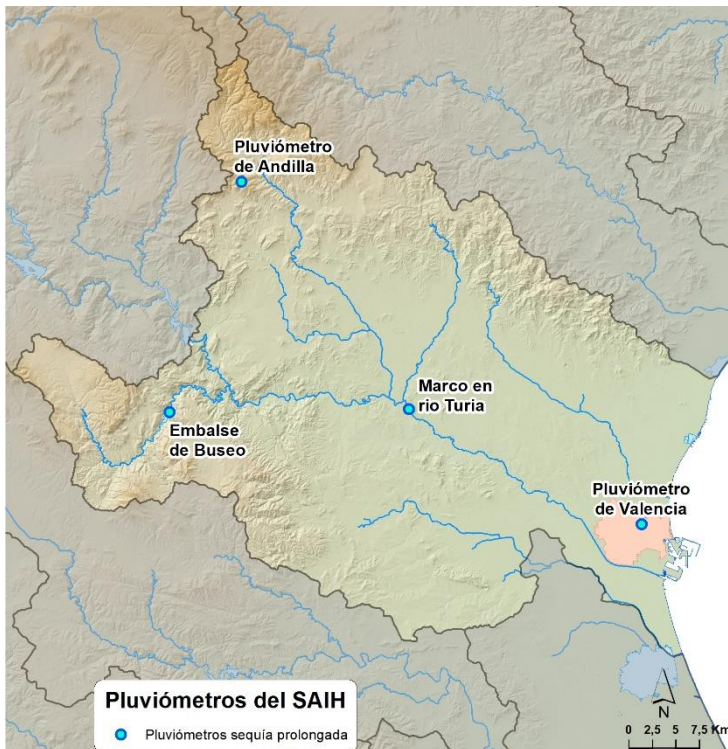 Pluviómetro
de Andilla
Marco en
rio Turia
Embalse
de Buseo
Pluviómetro
de Valencia
Pluviómetros del SAIH
Pluviómetros sequía prolongada
N
0 2,5 5 7,5 Km